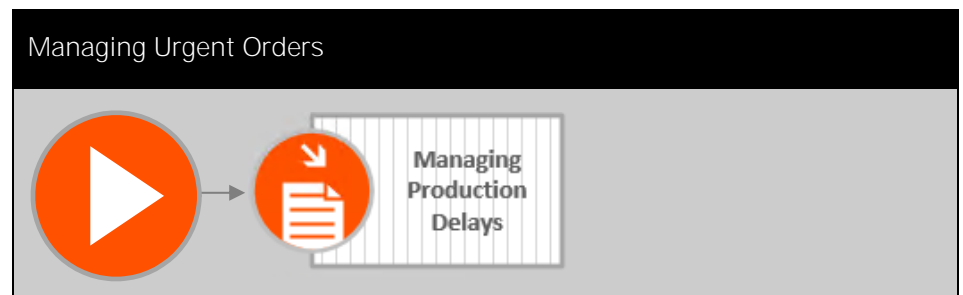 Managing Urgent Orders
Managing
Production
Delays